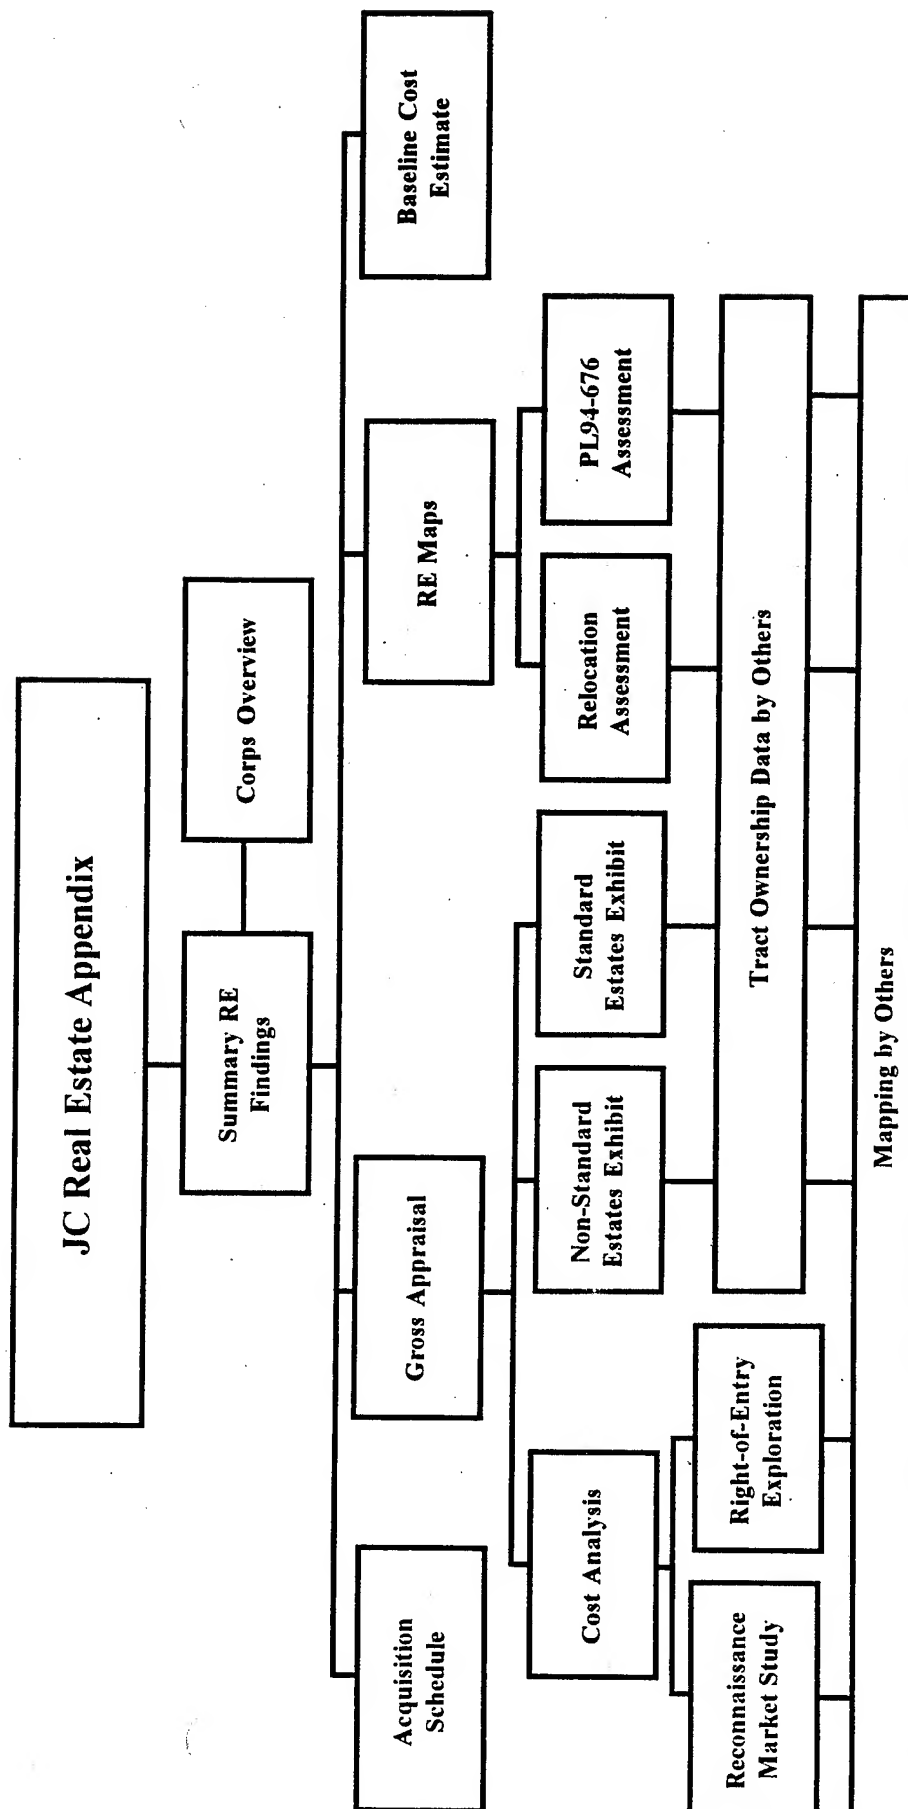 JC Real Estate Appendix
Summary RE
Findings
Corps Overview
Acquisition
Schedule
Gross Appraisal
RE Maps
Baseline Cost
Estimate
Cost Analysis
Non-Standard
Estates Exhibit
Standard
Estates Exhibit
Relocation
Assessment
PL94-676
Assessment
Reconnaissance
Market Study
Right-of-Entry
Exploration
Tract Ownership Data by Others
Mapping by Others